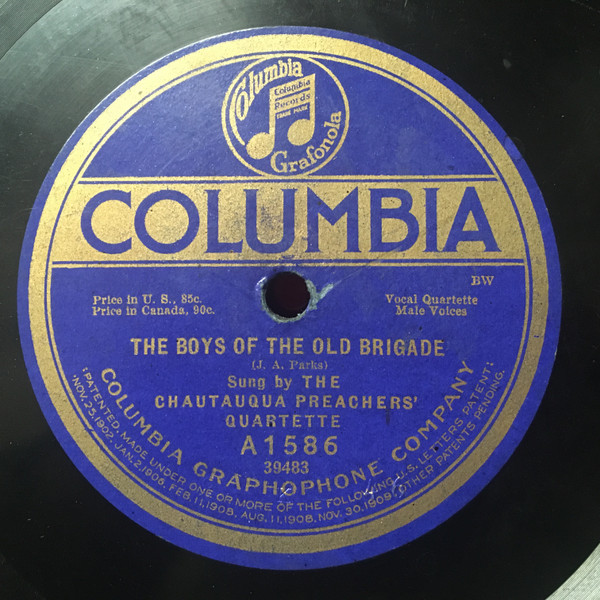 Columbia
Columbia
Records
TRADE MARK
Grafonola
COLUMBIA
BW
Price in U. S., 85c.
Price in Canada, 90c.
Vocal Quartette
Male Voices
THE BOYS OF THE OLD BRIGADE
(J. A. Parks)
Sung by THE
CHAUTAUQUA PREACHERS'
QUARTETTE
A1586
39483
COLUMBIA GRAPHOPHONE COMPANY
:PATENTED, MADE UNDER ONE OR MORE OF THE FOLLOWING U.S. LETTERS PATENT:
NOV. 25, 1902, JAN. 2, 1906, FEB. 11, 1908, AUG. 11, 1908, NOV. 30, 1909, OTHER PATENTS PENDING.